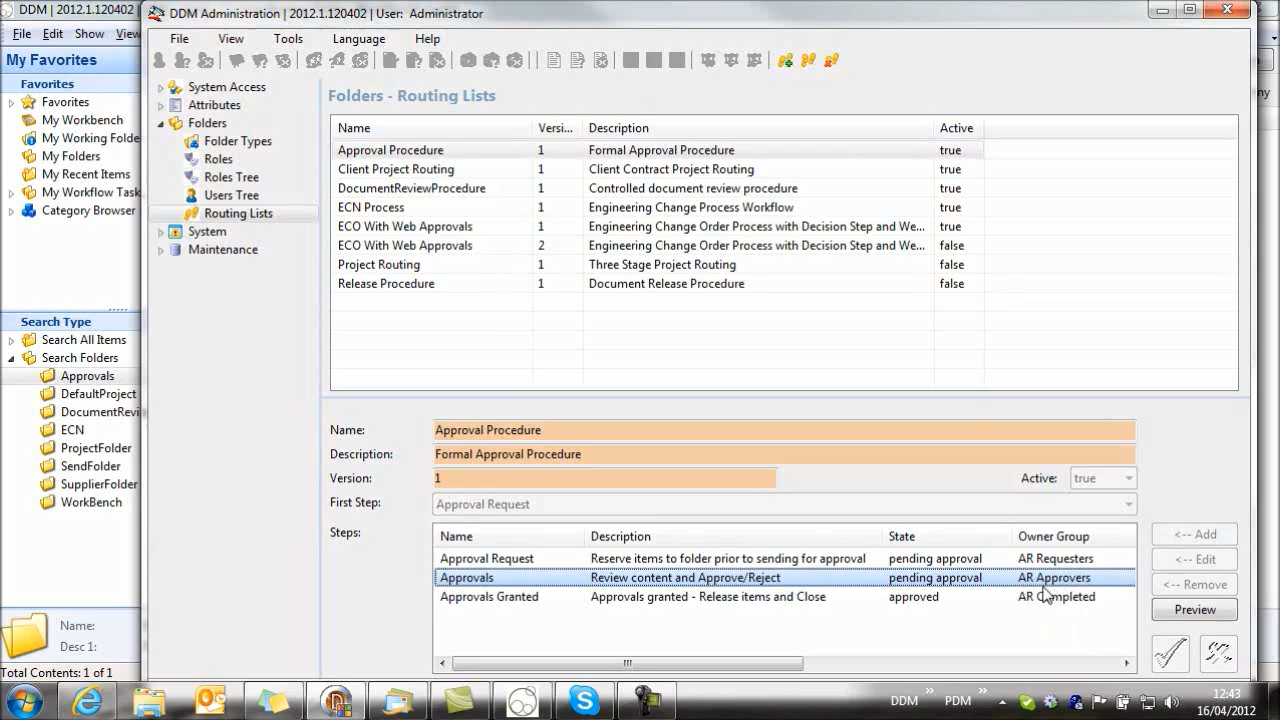 DDM | 2012.1.120402 |
DDM Administration | 2012.1.120402 | User: Administrator
File Edit Show View
File View Tools Language Help
My Favorites
Favorites
Favorites
My Workbench
My Working Folde
My Folders
My Recent Items
My Workflow Task
Category Browser
Search Type
Search All Items
Search Folders
Approvals
DefaultProject
DocumentRevi
ECN
ProjectFolder
SendFolder
SupplierFolder
WorkBench
Name:
Desc 1:
Total Contents: 1 of 1
System Access
Attributes
Folders
Folder Types
Roles
Roles Tree
Users Tree
Routing Lists
System
Maintenance
Folders - Routing Lists
Name Versi... Description Active
Approval Procedure 1 Formal Approval Procedure true
Client Project Routing 1 Client Contract Project Routing true
DocumentReviewProcedure 1 Controlled document review procedure true
ECN Process 1 Engineering Change Process Workflow true
ECO With Web Approvals 1 Engineering Change Order Process with Decision Step and We... true
ECO With Web Approvals 2 Engineering Change Order Process with Decision Step and We... false
Project Routing 1 Three Stage Project Routing false
Release Procedure 1 Document Release Procedure false
Name: Approval Procedure
Description: Formal Approval Procedure
Version: 1 Active: true
First Step: Approval Request
Steps:
Name Description State Owner Group
Approval Request Reserve items to folder prior to sending for approval pending approval AR Requesters
Approvals Review content and Approve/Reject pending approval AR Approvers
Approvals Granted Approvals granted - Release items and Close approved AR Completed
<-- Add
<-- Edit
<-- Remove
Preview
DDM » PDM »
12:43
16/04/2012